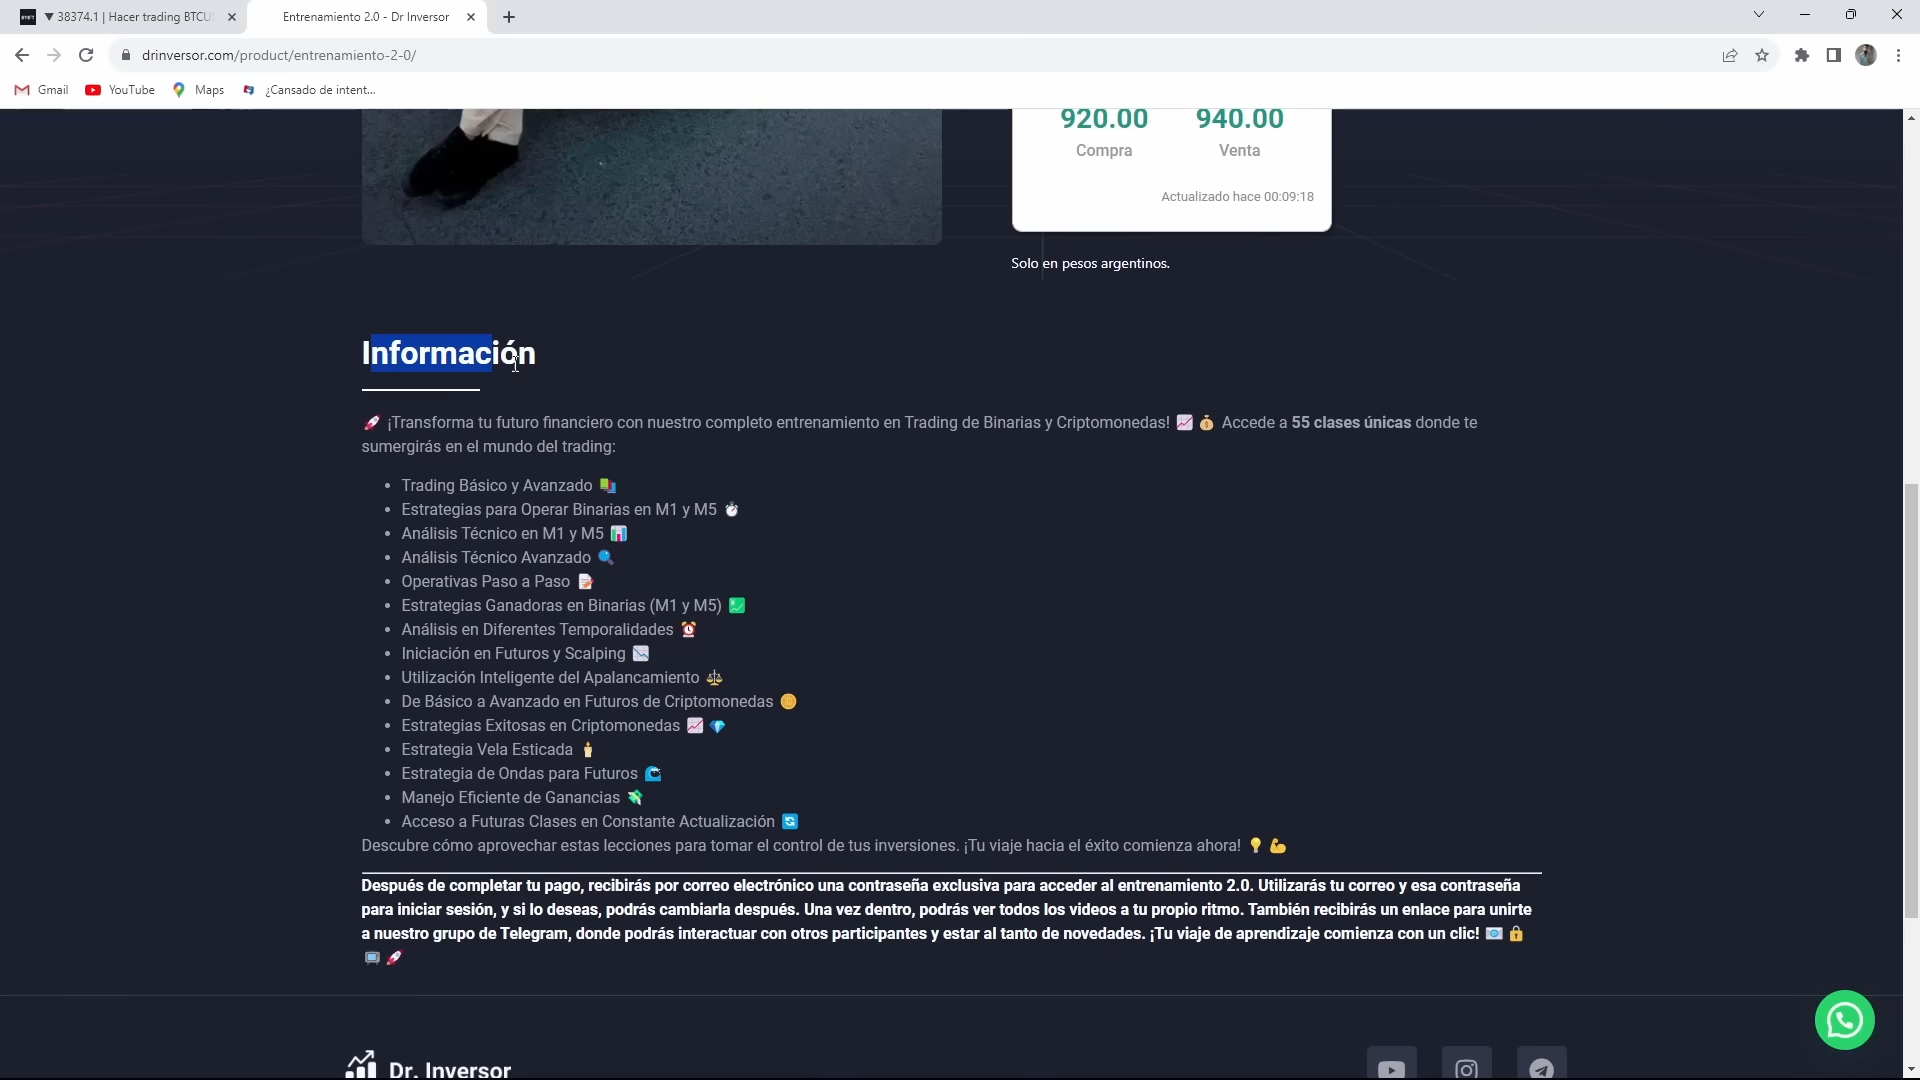 ▼ 38374.1 | Hacer trading BTCU
Entrenamiento 2.0 - Dr Inversor
drinversor.com/product/entrenamiento-2-0/
Gmail
YouTube
Maps
¿Cansado de intent...
920.00
940.00
Compra
Venta
Actualizado hace 00:09:18
Solo en pesos argentinos.
Información
🚀 ¡Transforma tu futuro financiero con nuestro completo entrenamiento en Trading de Binarias y Criptomonedas! 📈 💰 Accede a 55 clases únicas donde te
sumergirás en el mundo del trading:
• Trading Básico y Avanzado 📚
• Estrategias para Operar Binarias en M1 y M5 ⏱
• Análisis Técnico en M1 y M5 📊
• Análisis Técnico Avanzado 🔍
• Operativas Paso a Paso 📝
• Estrategias Ganadoras en Binarias (M1 y M5) 💹
• Análisis en Diferentes Temporalidades ⏰
• Iniciación en Futuros y Scalping 📉
• Utilización Inteligente del Apalancamiento ⚖
• De Básico a Avanzado en Futuros de Criptomonedas 🪙
• Estrategias Exitosas en Criptomonedas 📈 💎
• Estrategia Vela Esticada 🕯
• Estrategia de Ondas para Futuros 🌊
• Manejo Eficiente de Ganancias 💸
• Acceso a Futuras Clases en Constante Actualización 🔄
Descubre cómo aprovechar estas lecciones para tomar el control de tus inversiones. ¡Tu viaje hacia el éxito comienza ahora! 💡 💪
Después de completar tu pago, recibirás por correo electrónico una contraseña exclusiva para acceder al entrenamiento 2.0. Utilizarás tu correo y esa contraseña
para iniciar sesión, y si lo deseas, podrás cambiarla después. Una vez dentro, podrás ver todos los videos a tu propio ritmo. También recibirás un enlace para unirte
a nuestro grupo de Telegram, donde podrás interactuar con otros participantes y estar al tanto de novedades. ¡Tu viaje de aprendizaje comienza con un clic! 📧 🔒
📺 🚀
Dr. Inversor